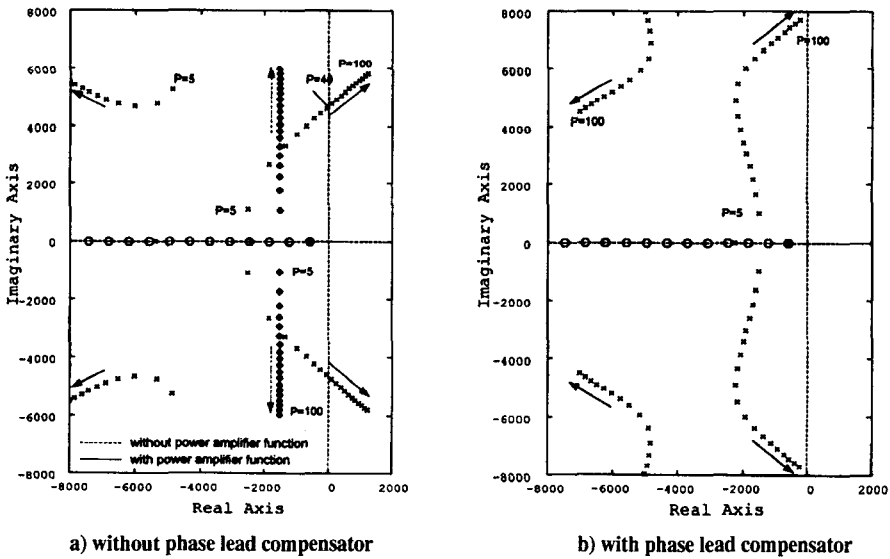 8000
6000
4000
2000
0
-2000
-4000
-6000
-8000
Imaginary Axis
P=5
P=40
P=100
P=5
P=5
P=100
without power amplifier function
with power amplifier function
-8000 -6000 -4000 -2000 0 2000
Real Axis
a) without phase lead compensator
8000
6000
4000
2000
0
-2000
-4000
-6000
-8000
Imaginary Axis
P=100
P=100
P=5
-8000 -6000 -4000 -2000 0 2000
Real Axis
b) with phase lead compensator